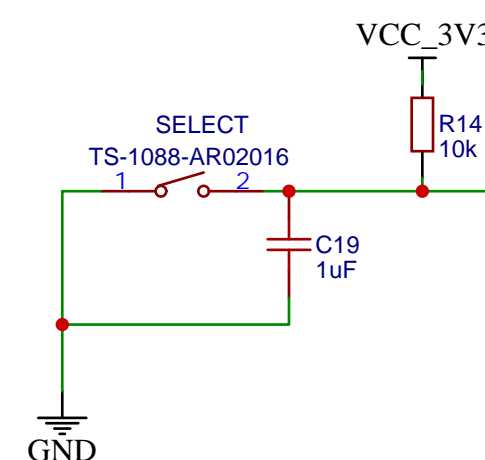 VCC_3V3
SELECT
TS-1088-AR02016
1 2
R14
10k
C19
1uF
GND